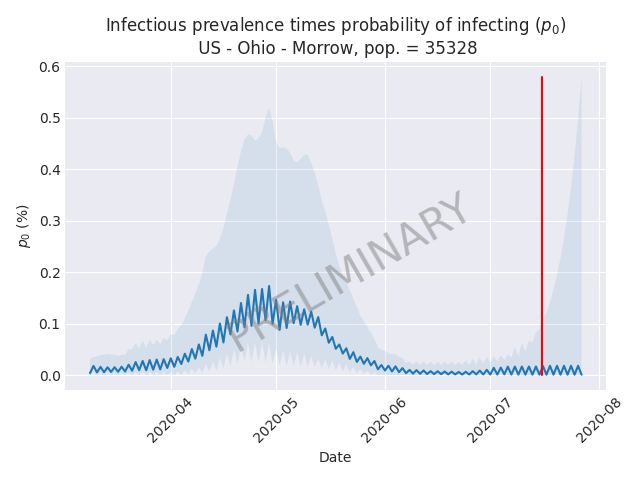 Infectious prevalence times probability of infecting (p₀)
US - Ohio - Morrow, pop. = 35328
0.6
0.5
0.4
0.3
0.2
0.1
0.0
p₀ (%)
PRELIMINARY
2020-04
2020-05
2020-06
2020-07
2020-08
Date